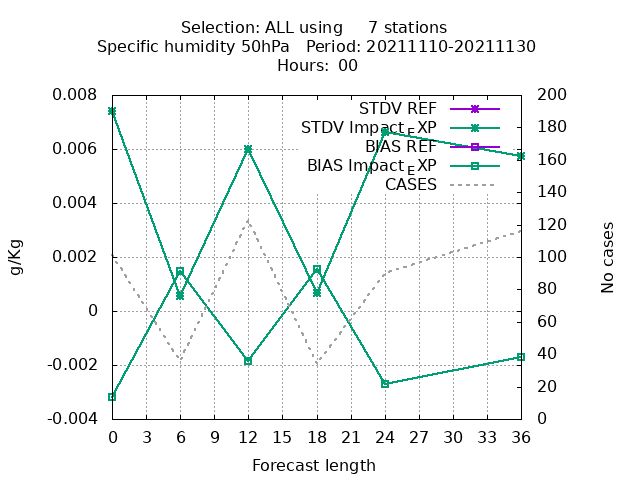 Selection: ALL using 7 stations
Specific humidity 50hPa Period: 20211110-20211130
Hours: 00
STDV REF
STDV Impact_EXP
BIAS REF
BIAS Impact_EXP
CASES
0.008
0.006
0.004
0.002
0
-0.002
-0.004
g/Kg
200
180
160
140
120
100
80
60
40
20
0
No cases
0 3 6 9 12 15 18 21 24 27 30 33 36
Forecast length